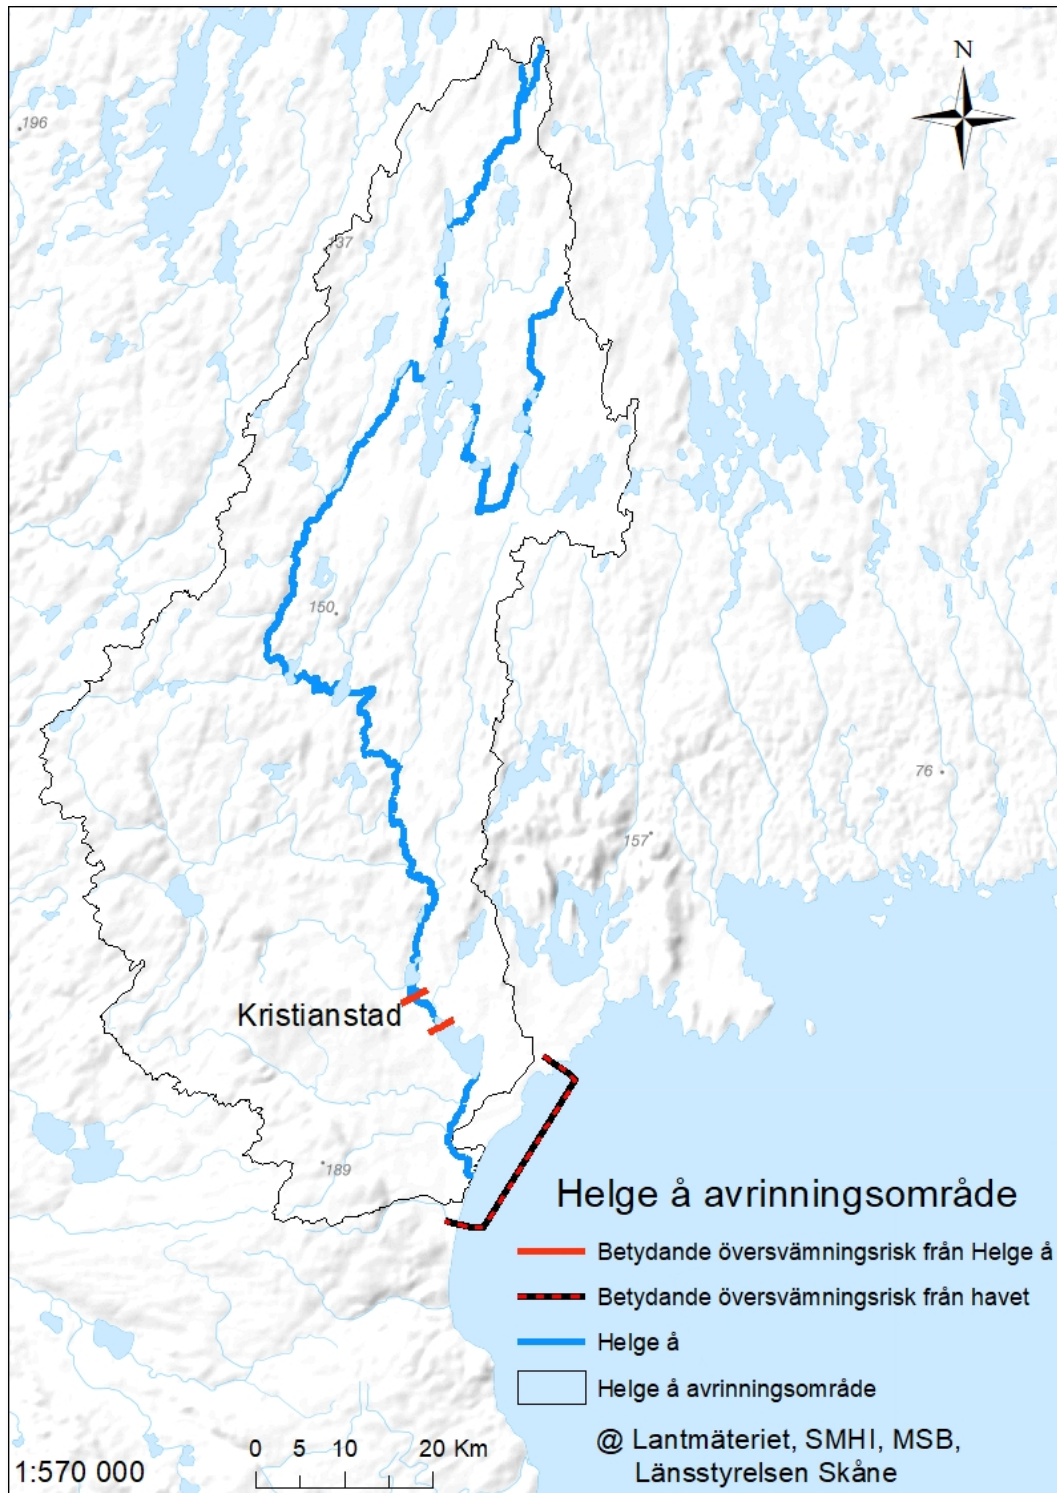 N
196
137
150
76
157
Kristianstad
189
Helge å avrinningsområde
Betydande översvämningsrisk från Helge å
Betydande översvämningsrisk från havet
Helge å
Helge å avrinningsområde
0 5 10 20 Km
1:570 000
@ Lantmäteriet, SMHI, MSB,
Länsstyrelsen Skåne